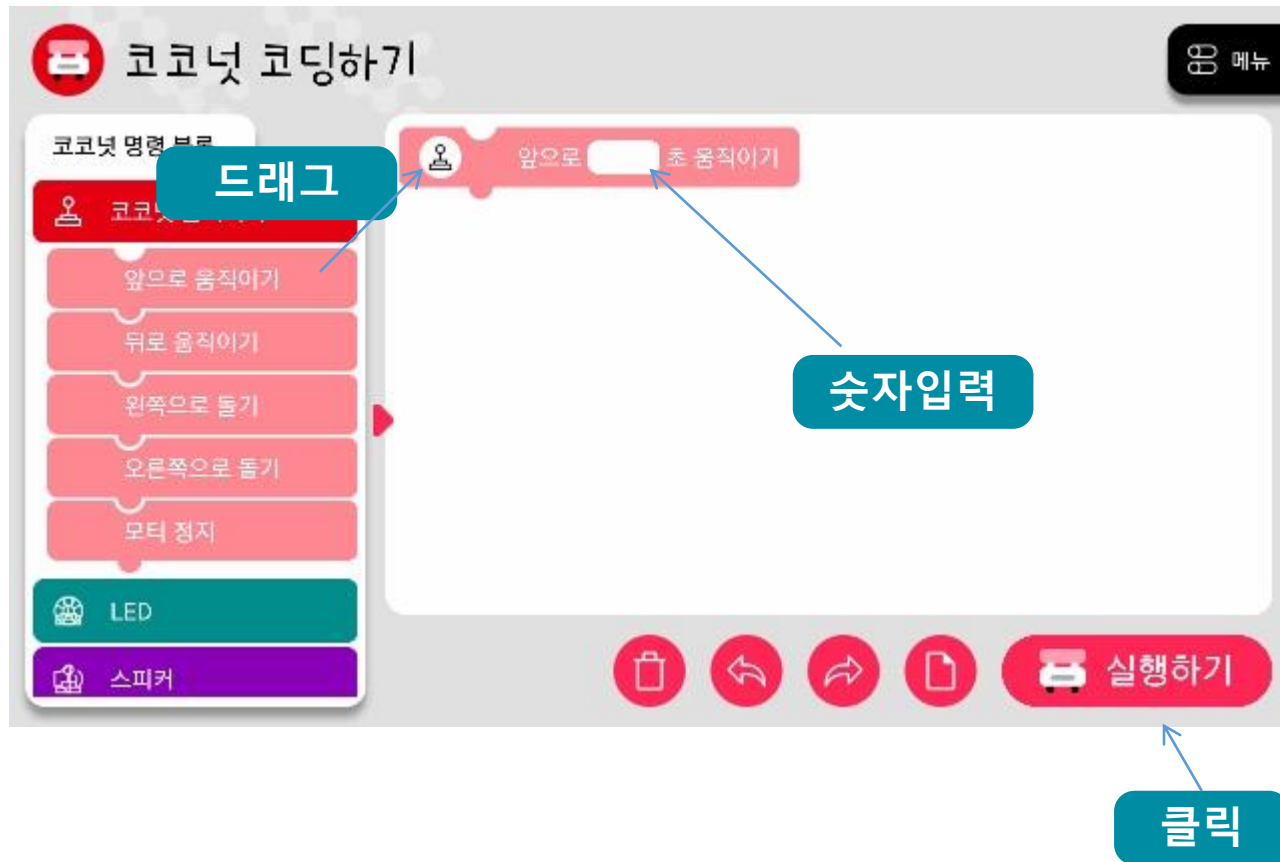 코코넛 코딩하기
메뉴
코코넛 명령 블록
드래그
앞으로 초 움직이기
앞으로 움직이기
뒤로 움직이기
왼쪽으로 돌기
오른쪽으로 돌기
모터 정지
숫자입력
LED
스피커
실행하기
클릭